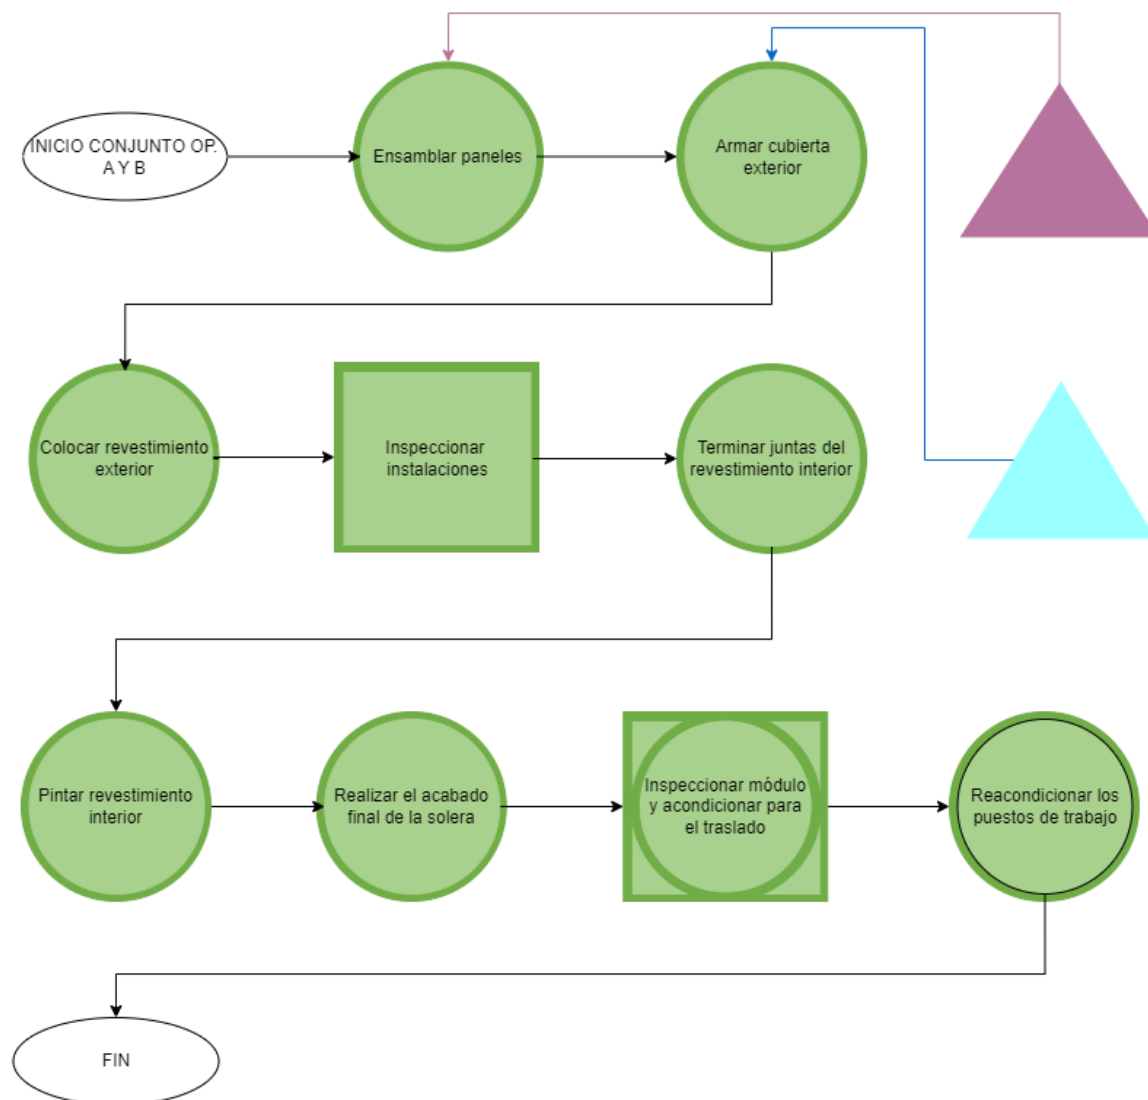 INICIO CONJUNTO OP.
A Y B
Ensamblar paneles
Armar cubierta
exterior
Colocar revestimiento
exterior
Inspeccionar
instalaciones
Terminar juntas del
revestimiento interior
Pintar revestimiento
interior
Realizar el acabado
final de la solera
Inspeccionar módulo
y acondicionar para
el traslado
Reacondicionar los
puestos de trabajo
FIN